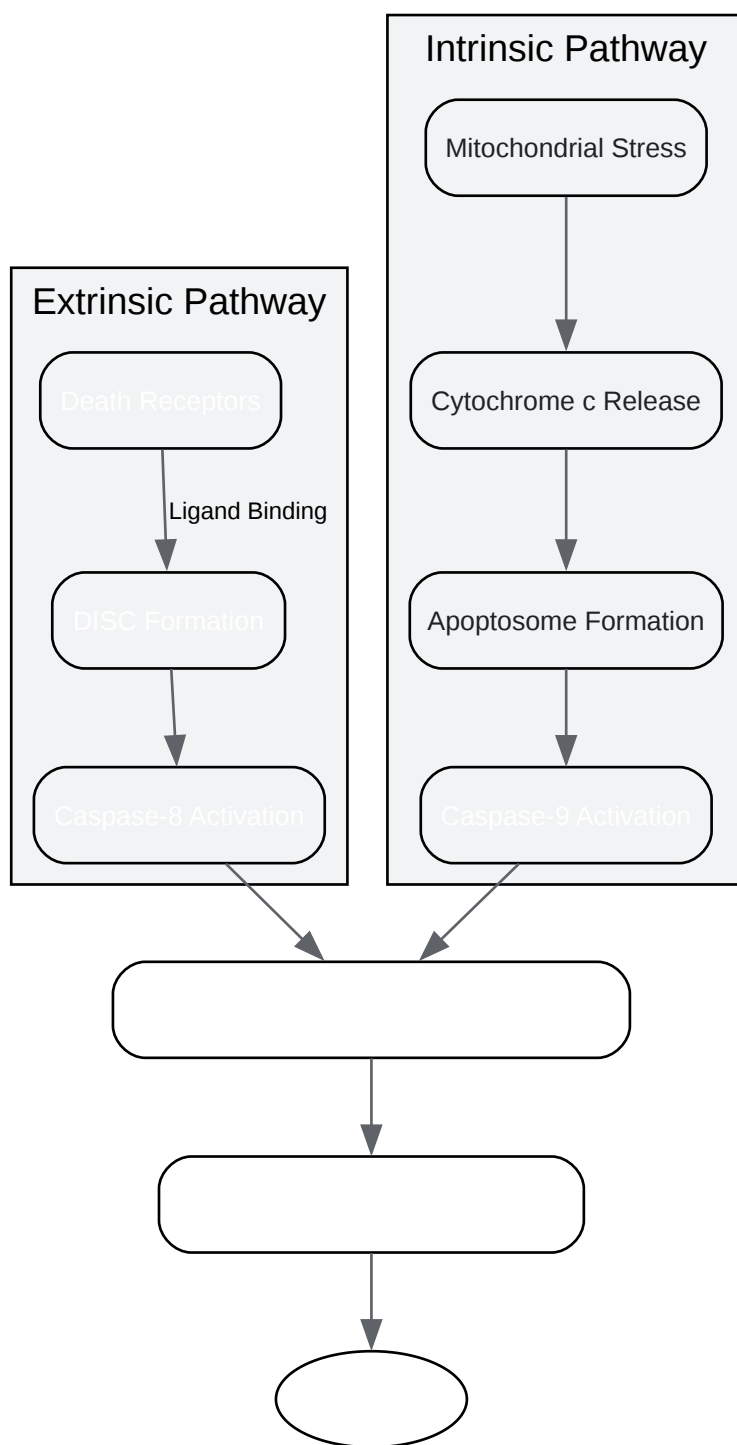 Intrinsic Pathway
Mitochondrial Stress
Extrinsic Pathway
Death Receptors
Cytochrome c Release
Ligand Binding
DISC Formation
Apoptosome Formation
Caspase-8 Activation
Caspase-9 Activation